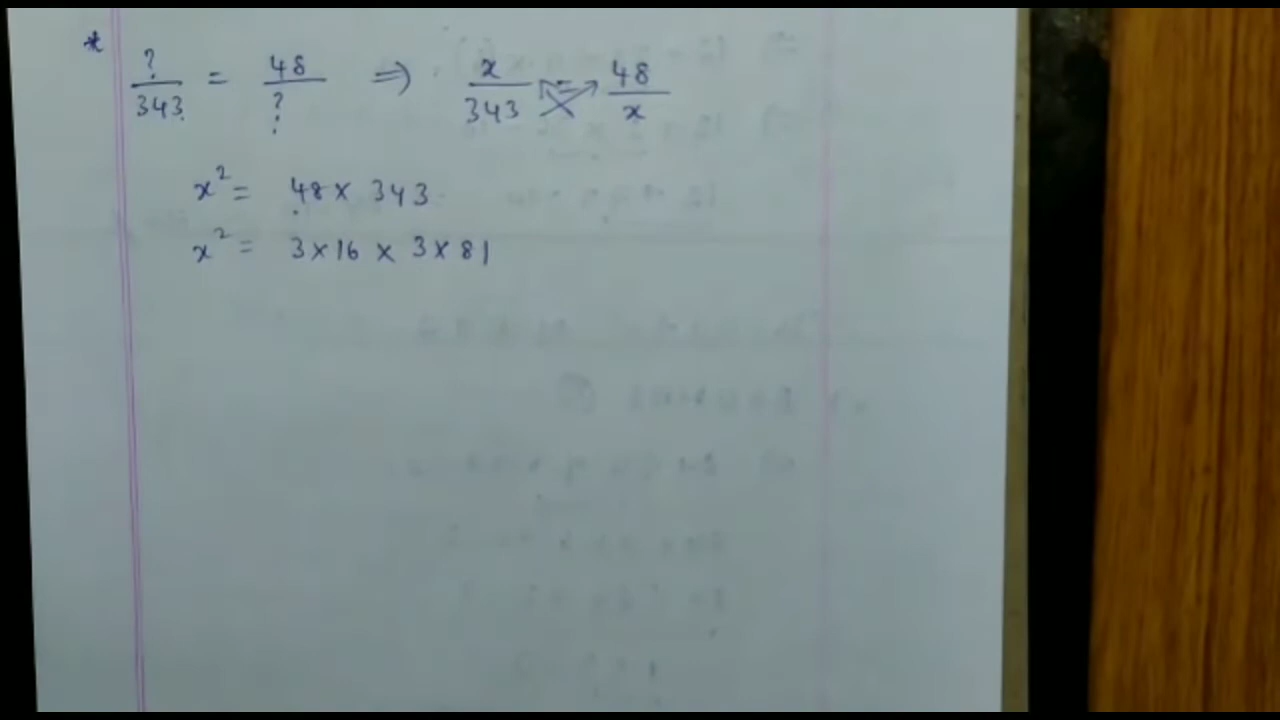 * ?/343 = 48/? ⇒ x/343 = 48/x
x² = 48 × 343
x² = 3 × 16 × 3 × 81